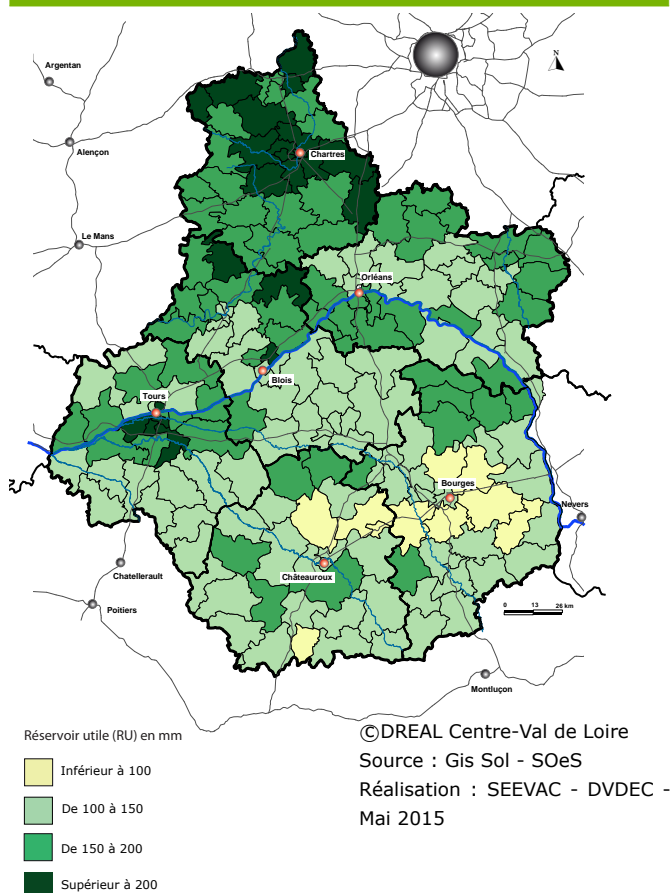 N
Argentan
Alençon
Chartres
Le Mans
Orléans
Blois
Tours
Bourges
Nevers
Châteauroux
Chatellerault
Poitiers
0 13 26 km
Montluçon
Réservoir utile (RU) en mm
Inférieur à 100
De 100 à 150
De 150 à 200
Supérieur à 200
©DREAL Centre-Val de Loire
Source : Gis Sol - SOeS
Réalisation : SEEVAC - DVDEC -
Mai 2015